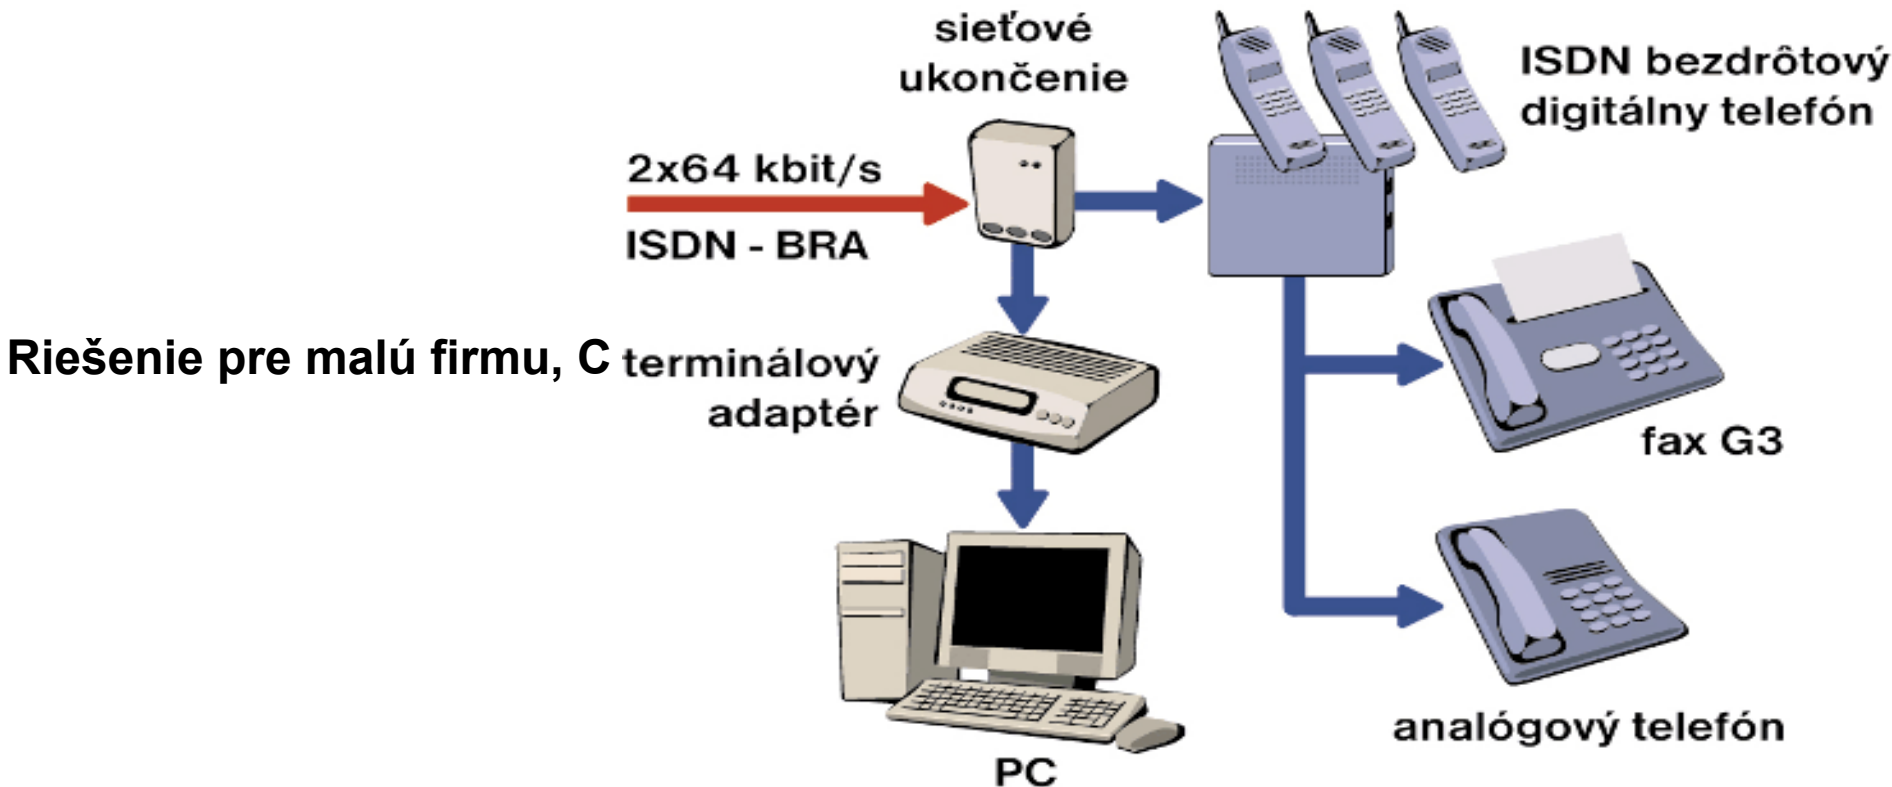 sieťové
ukončenie
ISDN bezdrôtový
digitálny telefón
2x64 kbit/s
ISDN - BRA
Riešenie pre malú firmu, C
terminálový
adaptér
fax G3
analógový telefón
PC